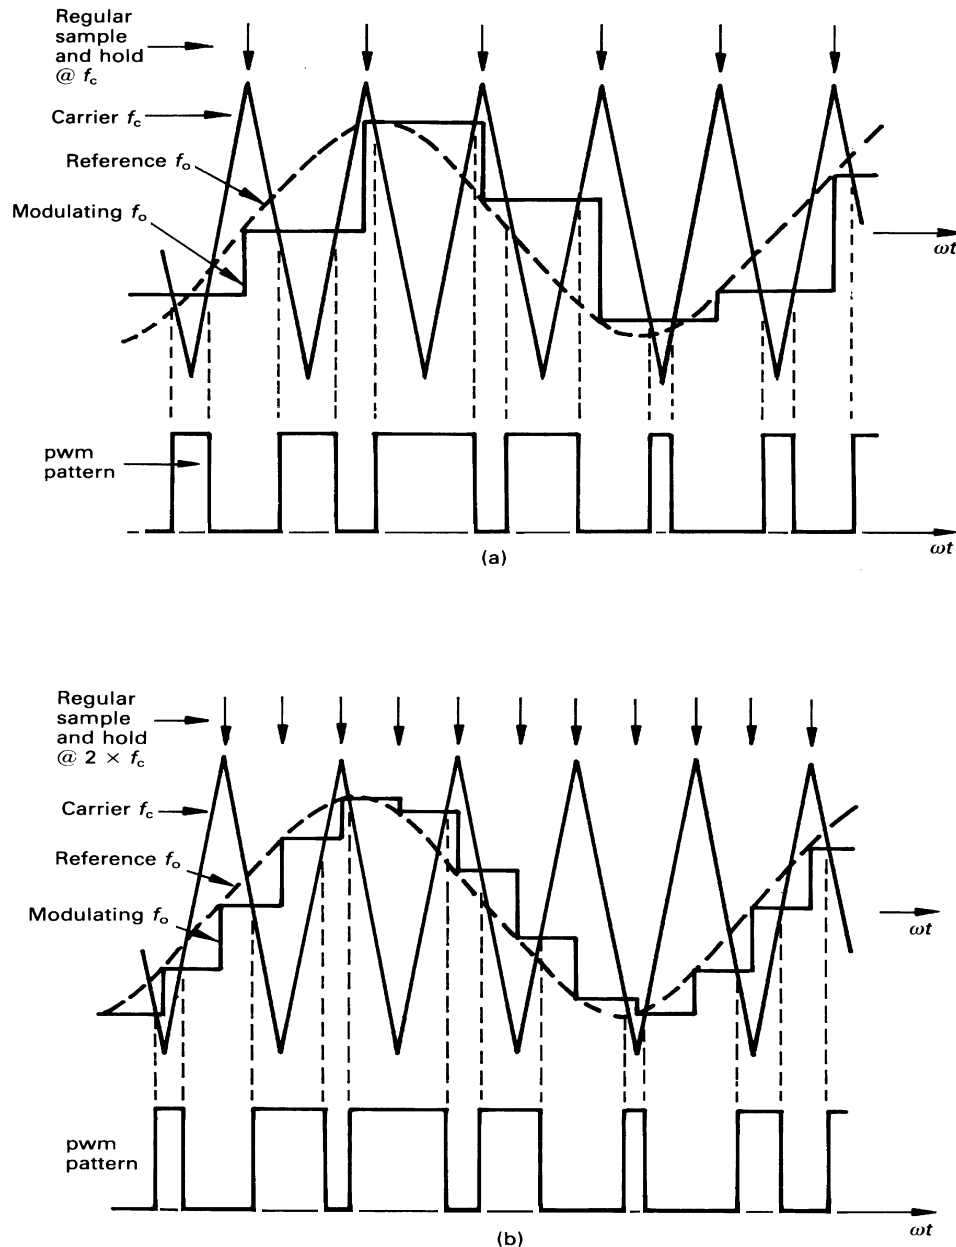 Regular
sample
and hold
@ fc
Carrier fc
Reference fo
Modulating fo
ωt
pwm
pattern
ωt
(a)
Regular
sample
and hold
@ 2 × fc
Carrier fc
Reference fo
Modulating fo
ωt
pwm
pattern
ωt
(b)